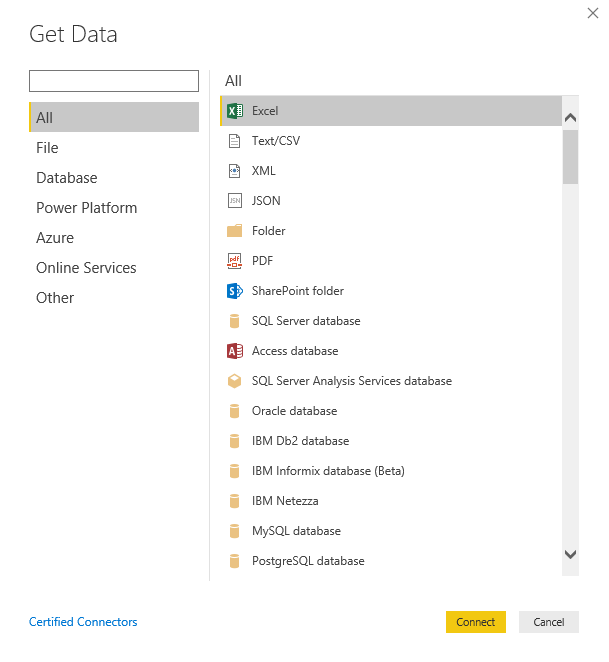 Get Data
All
File
Database
Power Platform
Azure
Online Services
Other
All
Excel
Text/CSV
XML
JSON
Folder
PDF
SharePoint folder
SQL Server database
Access database
SQL Server Analysis Services database
Oracle database
IBM Db2 database
IBM Informix database (Beta)
IBM Netezza
MySQL database
PostgreSQL database
Certified Connectors
Connect
Cancel